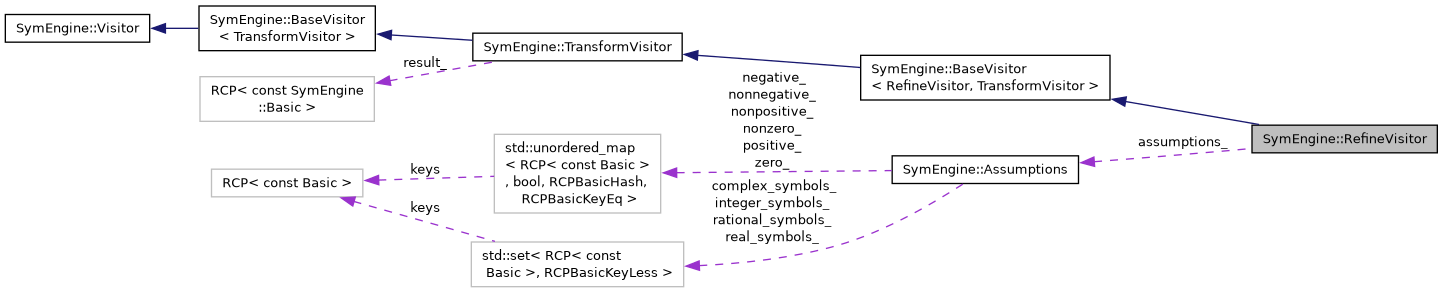 SymEngine::Visitor
SymEngine::BaseVisitor
< TransformVisitor >
SymEngine::TransformVisitor
result_
RCP< const SymEngine
::Basic >
SymEngine::BaseVisitor
< RefineVisitor, TransformVisitor >
SymEngine::RefineVisitor
assumptions_
SymEngine::Assumptions
negative_
nonnegative_
nonpositive_
nonzero_
positive_
zero_
std::unordered_map
< RCP< const Basic >
, bool, RCPBasicHash,
RCPBasicKeyEq >
keys
RCP< const Basic >
complex_symbols_
integer_symbols_
rational_symbols_
real_symbols_
keys
std::set< RCP< const
Basic >, RCPBasicKeyLess >